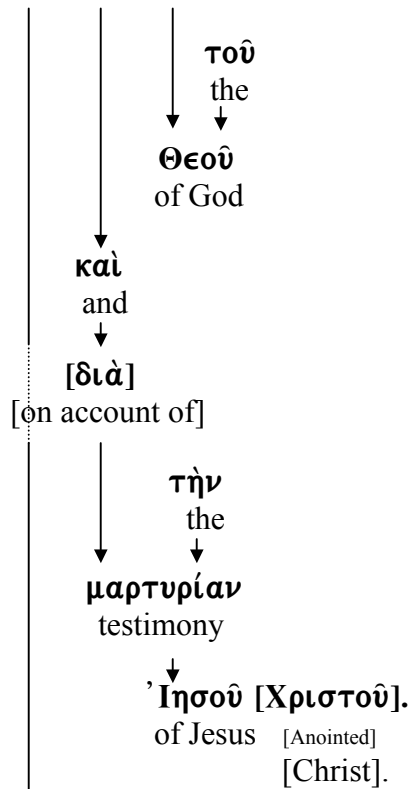 τοῦ
the
Θεοῦ
of God
καὶ
and
[διὰ]
[on account of]
τὴν
the
μαρτυρίαν
testimony
᾿Ιησοῦ [Χριστοῦ].
of Jesus [Anointed]
[Christ].